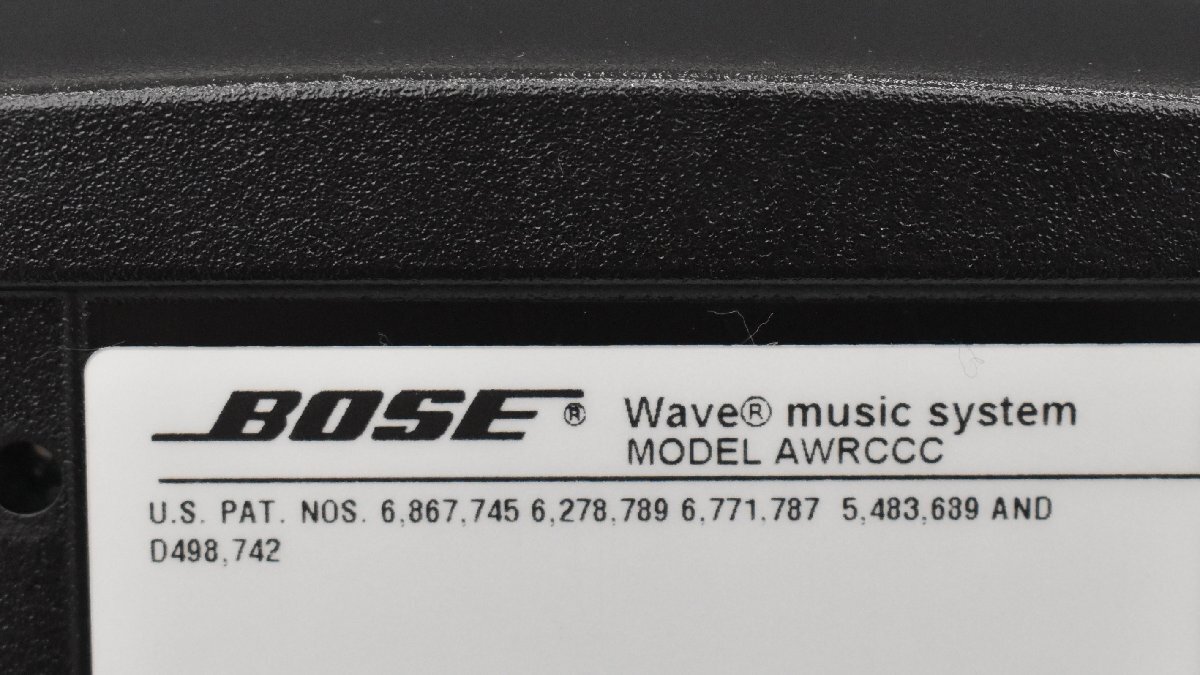 BOSE® Wave® music system
MODEL AWRCCC
U.S. PAT. NOS. 6,867,745 6,278,789 6,771,787 5,483,689 AND
D498,742